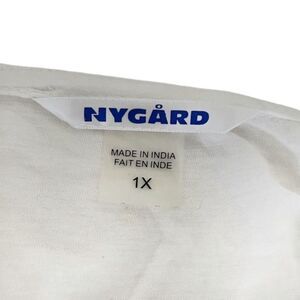 NYGÅRD
MADE IN INDIA
FAIT EN INDE
1X